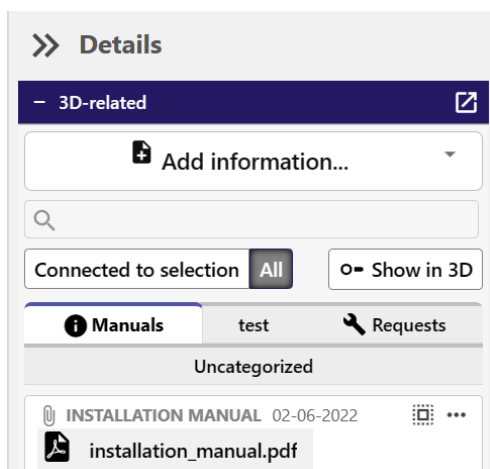 Details
− 3D-related
Add information...
Connected to selection All Show in 3D
Manuals test Requests
Uncategorized
INSTALLATION MANUAL 02-06-2022
installation_manual.pdf